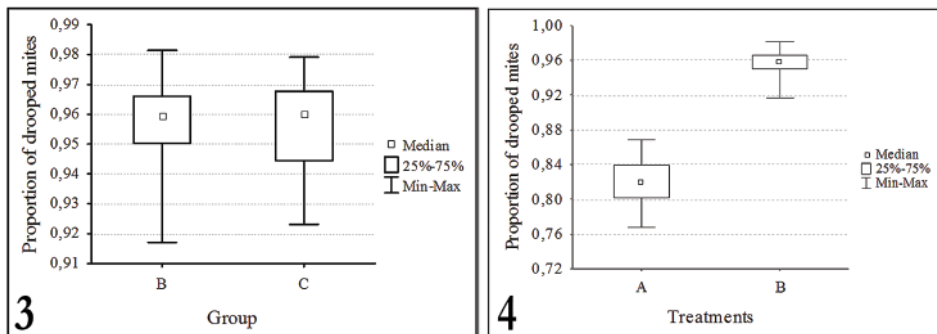 Proportion of drooped mites
0,99
0,98
0,97
0,96
0,95
0,94
0,93
0,92
0,91
B
C
Group
Median
25%-75%
Min-Max
3
Proportion of drooped mites
1,00
0,96
0,92
0,88
0,84
0,80
0,76
0,72
A
B
Treatments
Median
25%-75%
Min-Max
4